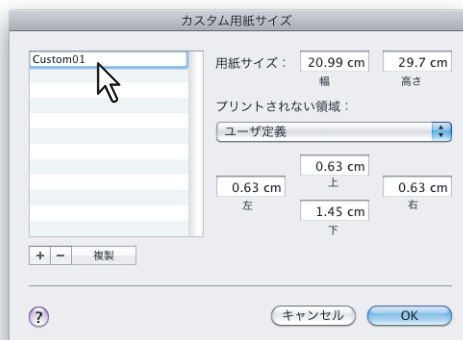 カスタム用紙サイズ
Custom01
用紙サイズ： 20.99 cm 29.7 cm
幅 高さ
プリントされない領域：
ユーザ定義
0.63 cm
上
0.63 cm 0.63 cm
左 右
1.45 cm
下
+ − 複製
? キャンセル OK